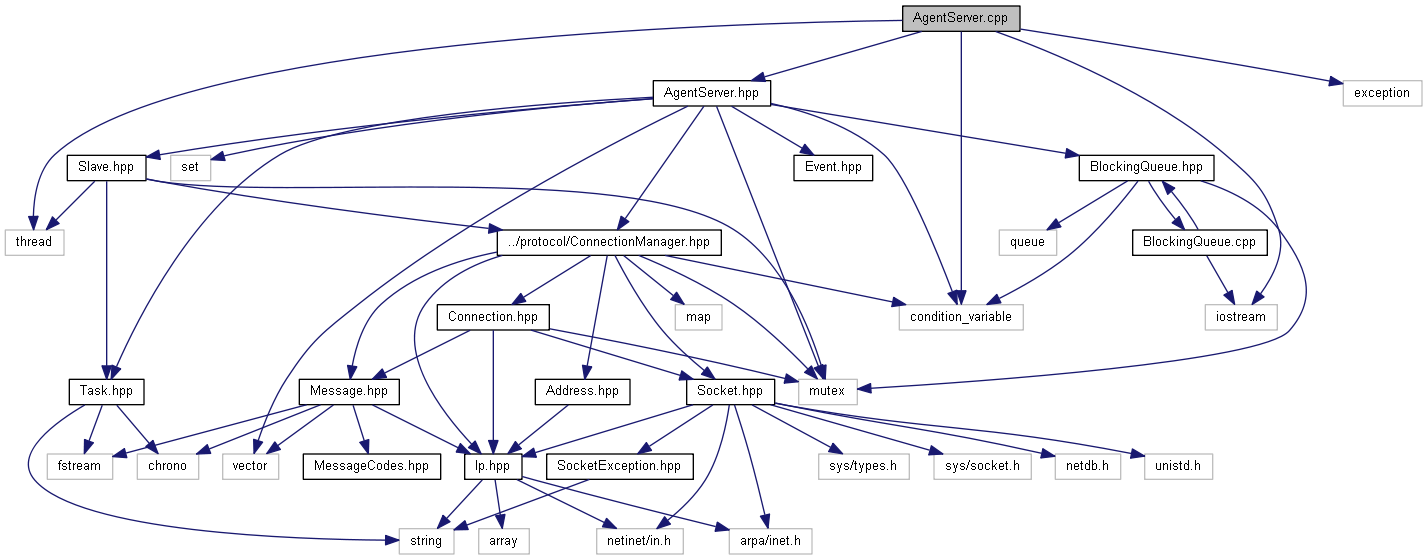 AgentServer.cpp
AgentServer.hpp
exception
Slave.hpp
set
Event.hpp
BlockingQueue.hpp
thread
../protocol/ConnectionManager.hpp
queue
BlockingQueue.cpp
Connection.hpp
map
condition_variable
iostream
Task.hpp
Message.hpp
Address.hpp
Socket.hpp
mutex
fstream
chrono
vector
MessageCodes.hpp
Ip.hpp
SocketException.hpp
sys/types.h
sys/socket.h
netdb.h
unistd.h
string
array
netinet/in.h
arpa/inet.h